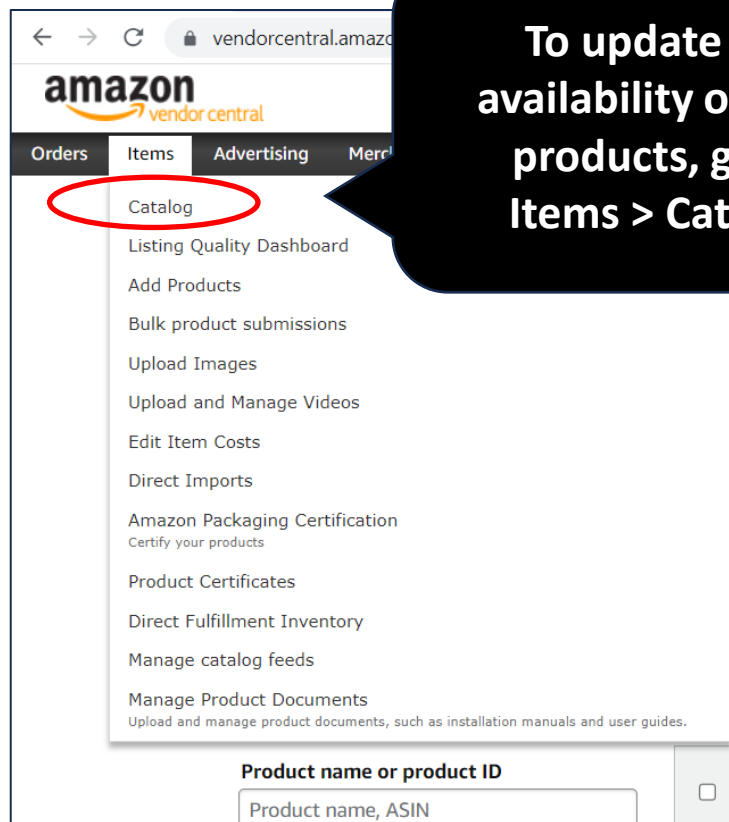 vendorcentral.amazo
To update
availability o
products, g
Items > Cat
amazon
vendor central
Orders Items Advertising Merc
Catalog
Listing Quality Dashboard
Add Products
Bulk product submissions
Upload Images
Upload and Manage Videos
Edit Item Costs
Direct Imports
Amazon Packaging Certification
Certify your products
Product Certificates
Direct Fulfillment Inventory
Manage catalog feeds
Manage Product Documents
Upload and manage product documents, such as installation manuals and user guides.
Product name or product ID
Product name, ASIN